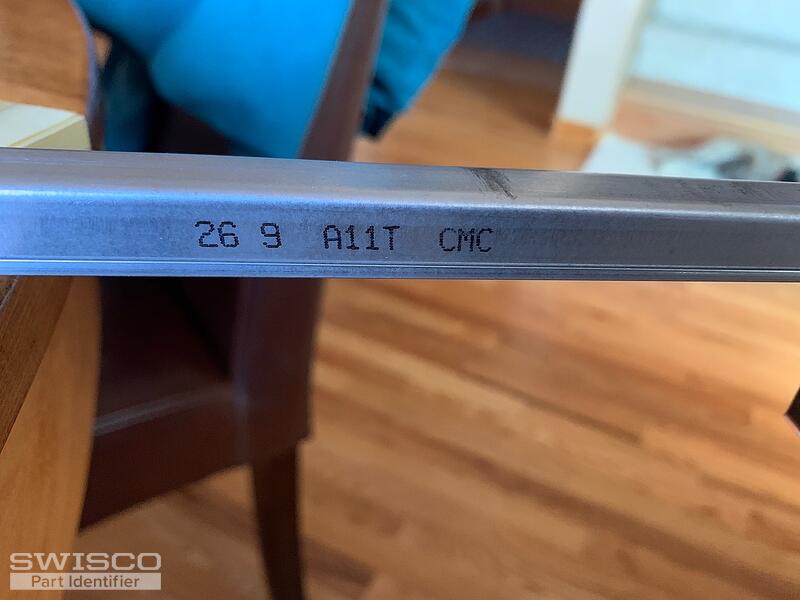 26 9 A11T CMC
SWISCO
Part Identifier